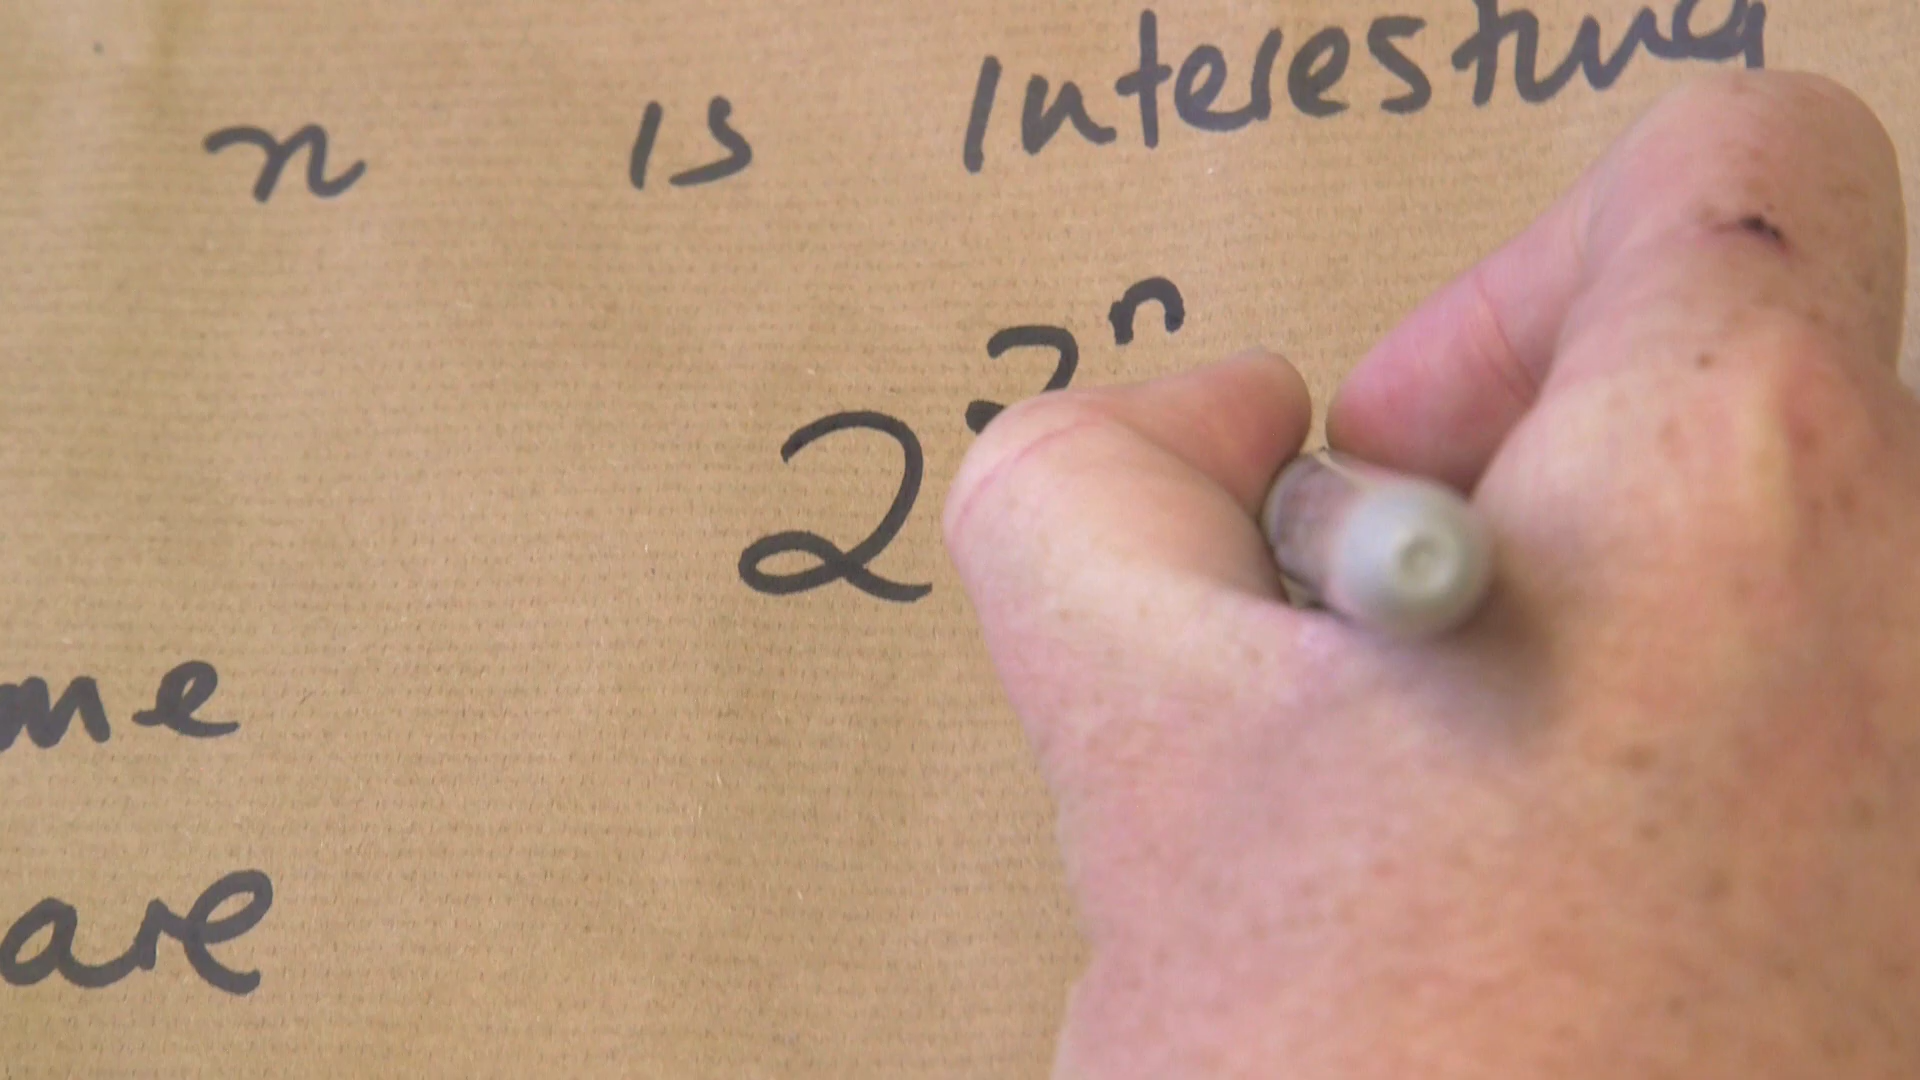 n is interesting
2^2^n
me
are